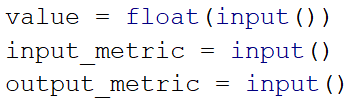 value = float(input())
input_metric = input()
output_metric = input()